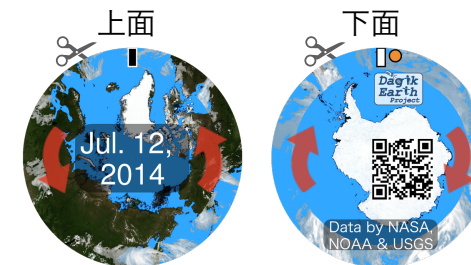 上面
下面
Jul. 12,
2014
Dagik
Earth
Project
Data by NASA,
NOAA & USGS